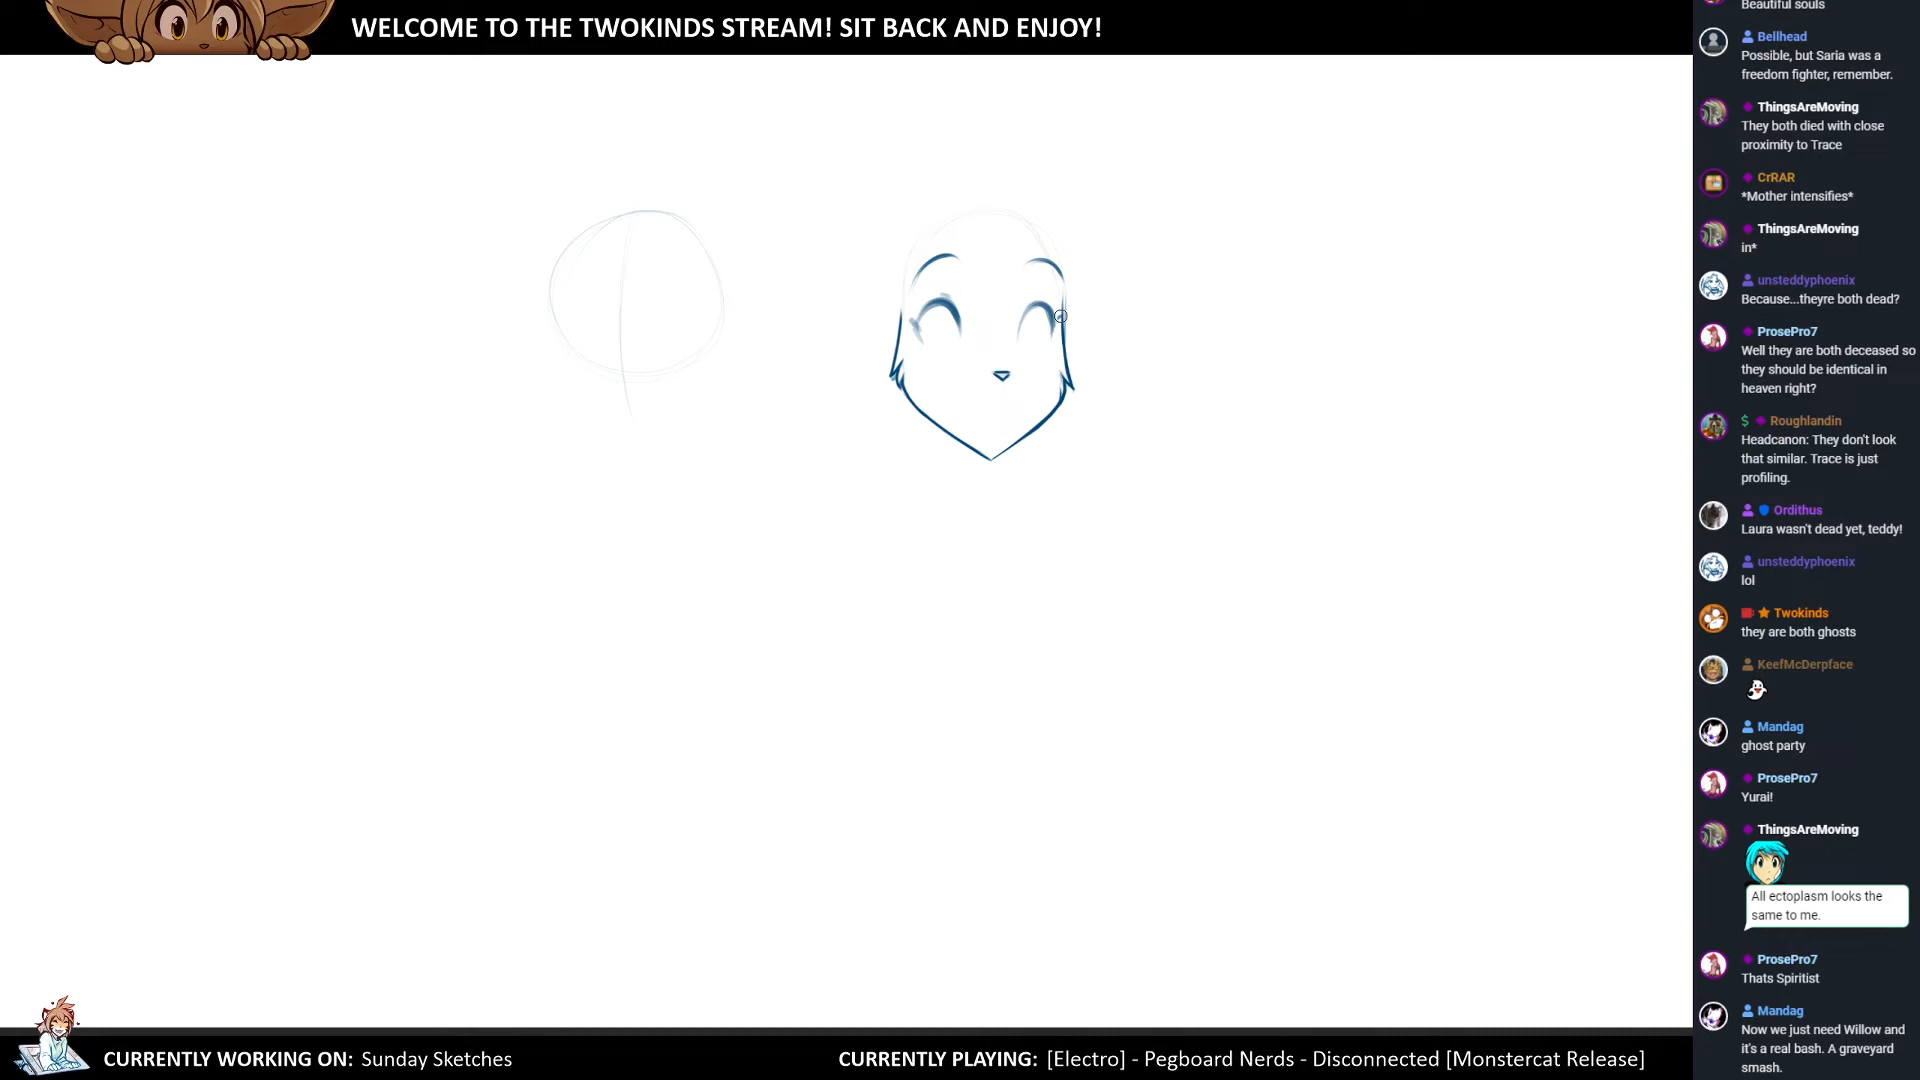 WELCOME TO THE TWOKINDS STREAM! SIT BACK AND ENJOY!
Beautiful souls
Bellhead
Possible, but Saria was a
freedom fighter, remember.
ThingsAreMoving
They both died with close
proximity to Trace
CrRAR
*Mother intensifies*
ThingsAreMoving
in*
unsteddyphoenix
Because...theyre both dead?
ProsePro7
Well they are both deceased so
they should be identical in
heaven right?
$ Roughlandin
Headcanon: They don't look
that similar. Trace is just
profiling.
Ordithus
Laura wasn't dead yet, teddy!
unsteddyphoenix
lol
Twokinds
they are both ghosts
KeefMcDerpface
Mandag
ghost party
ProsePro7
Yurai!
ThingsAreMoving
All ectoplasm looks the
same to me.
ProsePro7
Thats Spiritist
Mandag
Now we just need Willow and
it's a real bash. A graveyard
smash.
CURRENTLY WORKING ON: Sunday Sketches
CURRENTLY PLAYING: [Electro] - Pegboard Nerds - Disconnected [Monstercat Release]